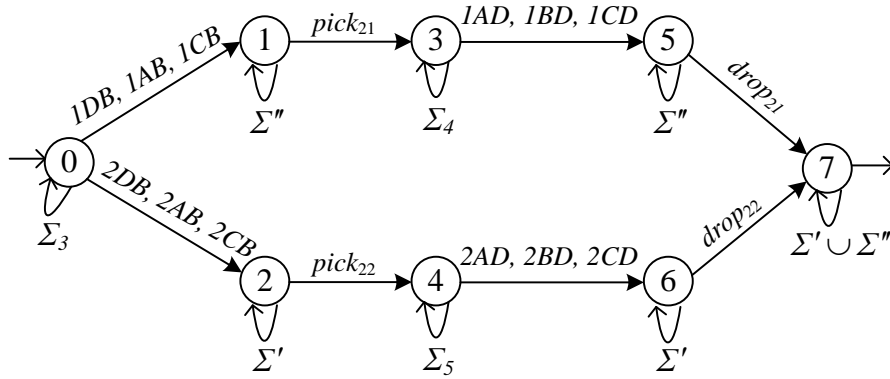 1DB, 1AB, 1CB
1
pick₂₁
3
1AD, 1BD, 1CD
5
drop₂₁
Σ″
Σ₄
Σ″
0
7
Σ₃
2DB, 2AB, 2CB
2
pick₂₂
4
2AD, 2BD, 2CD
6
drop₂₂
Σ′ ∪ Σ″
Σ′
Σ₅
Σ′